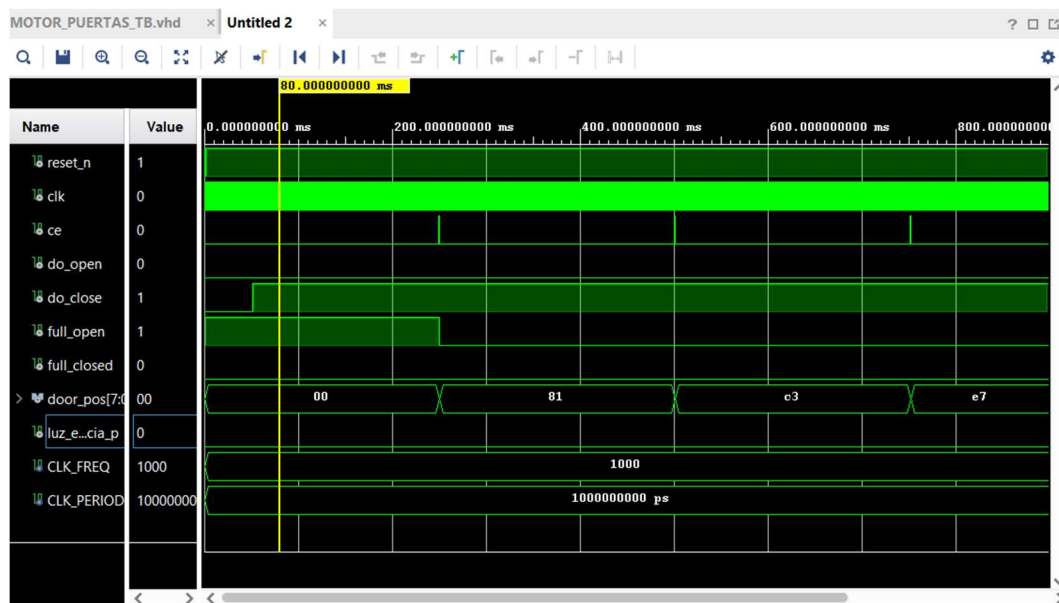 MOTOR_PUERTAS_TB.vhd × Untitled 2 ×
80.000000000 ms
Name Value 0.000000000 ms 200.000000000 ms 400.000000000 ms 600.000000000 ms 800.000000000
reset_n 1
clk 0
ce 0
do_open 0
do_close 1
full_open 1
full_closed 0
door_pos[7:0 00 00 81 c3 e7
luz_e...cia_p 0
CLK_FREQ 1000 1000
CLK_PERIOD 10000000 1000000000 ps